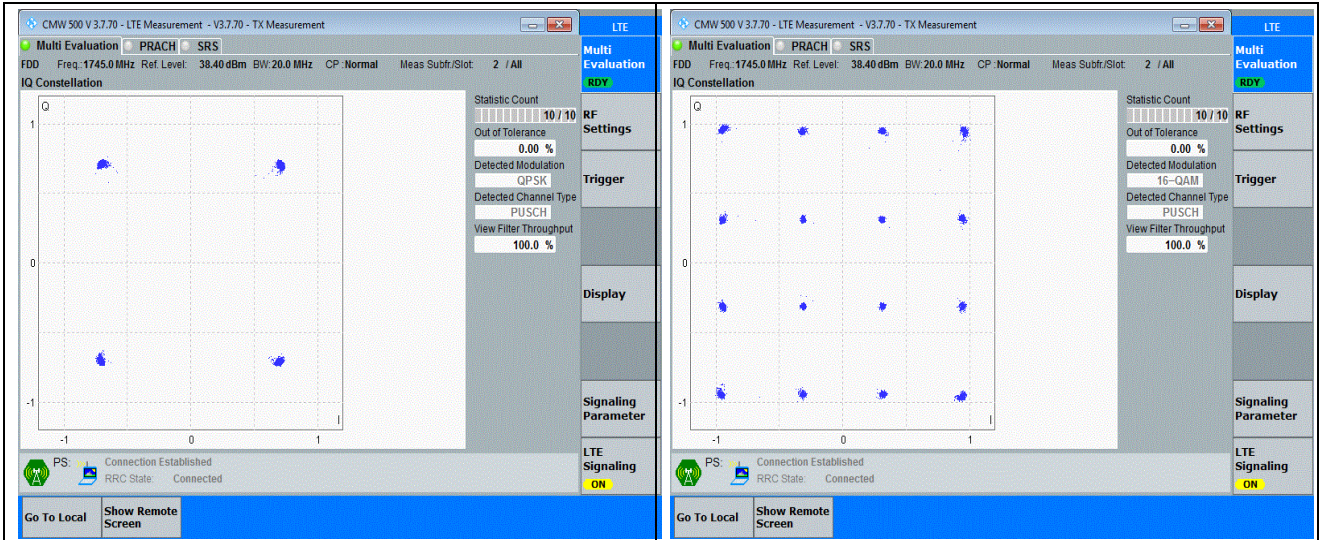 CMW 500 V 3.7.70 - LTE Measurement - V3.7.70 - TX Measurement
LTE
Multi Evaluation PRACH SRS
Multi
Evaluation
RDY
FDD Freq.:1745.0 MHz Ref. Level: 38.40 dBm BW:20.0 MHz CP :Normal Meas Subfr./Slot: 2 / All
IQ Constellation
Q
1
0
-1
I
-1 0 1
Statistic Count
10 / 10
Out of Tolerance
0.00 %
Detected Modulation
QPSK
Detected Channel Type
PUSCH
View Filter Throughput
100.0 %
RF
Settings
Trigger
Display
Signaling
Parameter
LTE
Signaling
ON
PS: Connection Established
RRC State: Connected
Go To Local
Show Remote
Screen
CMW 500 V 3.7.70 - LTE Measurement - V3.7.70 - TX Measurement
LTE
Multi Evaluation PRACH SRS
Multi
Evaluation
RDY
FDD Freq.:1745.0 MHz Ref. Level: 38.40 dBm BW:20.0 MHz CP :Normal Meas Subfr./Slot: 2 / All
IQ Constellation
Q
1
0
-1
I
-1 0 1
Statistic Count
10 / 10
Out of Tolerance
0.00 %
Detected Modulation
16-QAM
Detected Channel Type
PUSCH
View Filter Throughput
100.0 %
RF
Settings
Trigger
Display
Signaling
Parameter
LTE
Signaling
ON
PS: Connection Established
RRC State: Connected
Go To Local
Show Remote
Screen